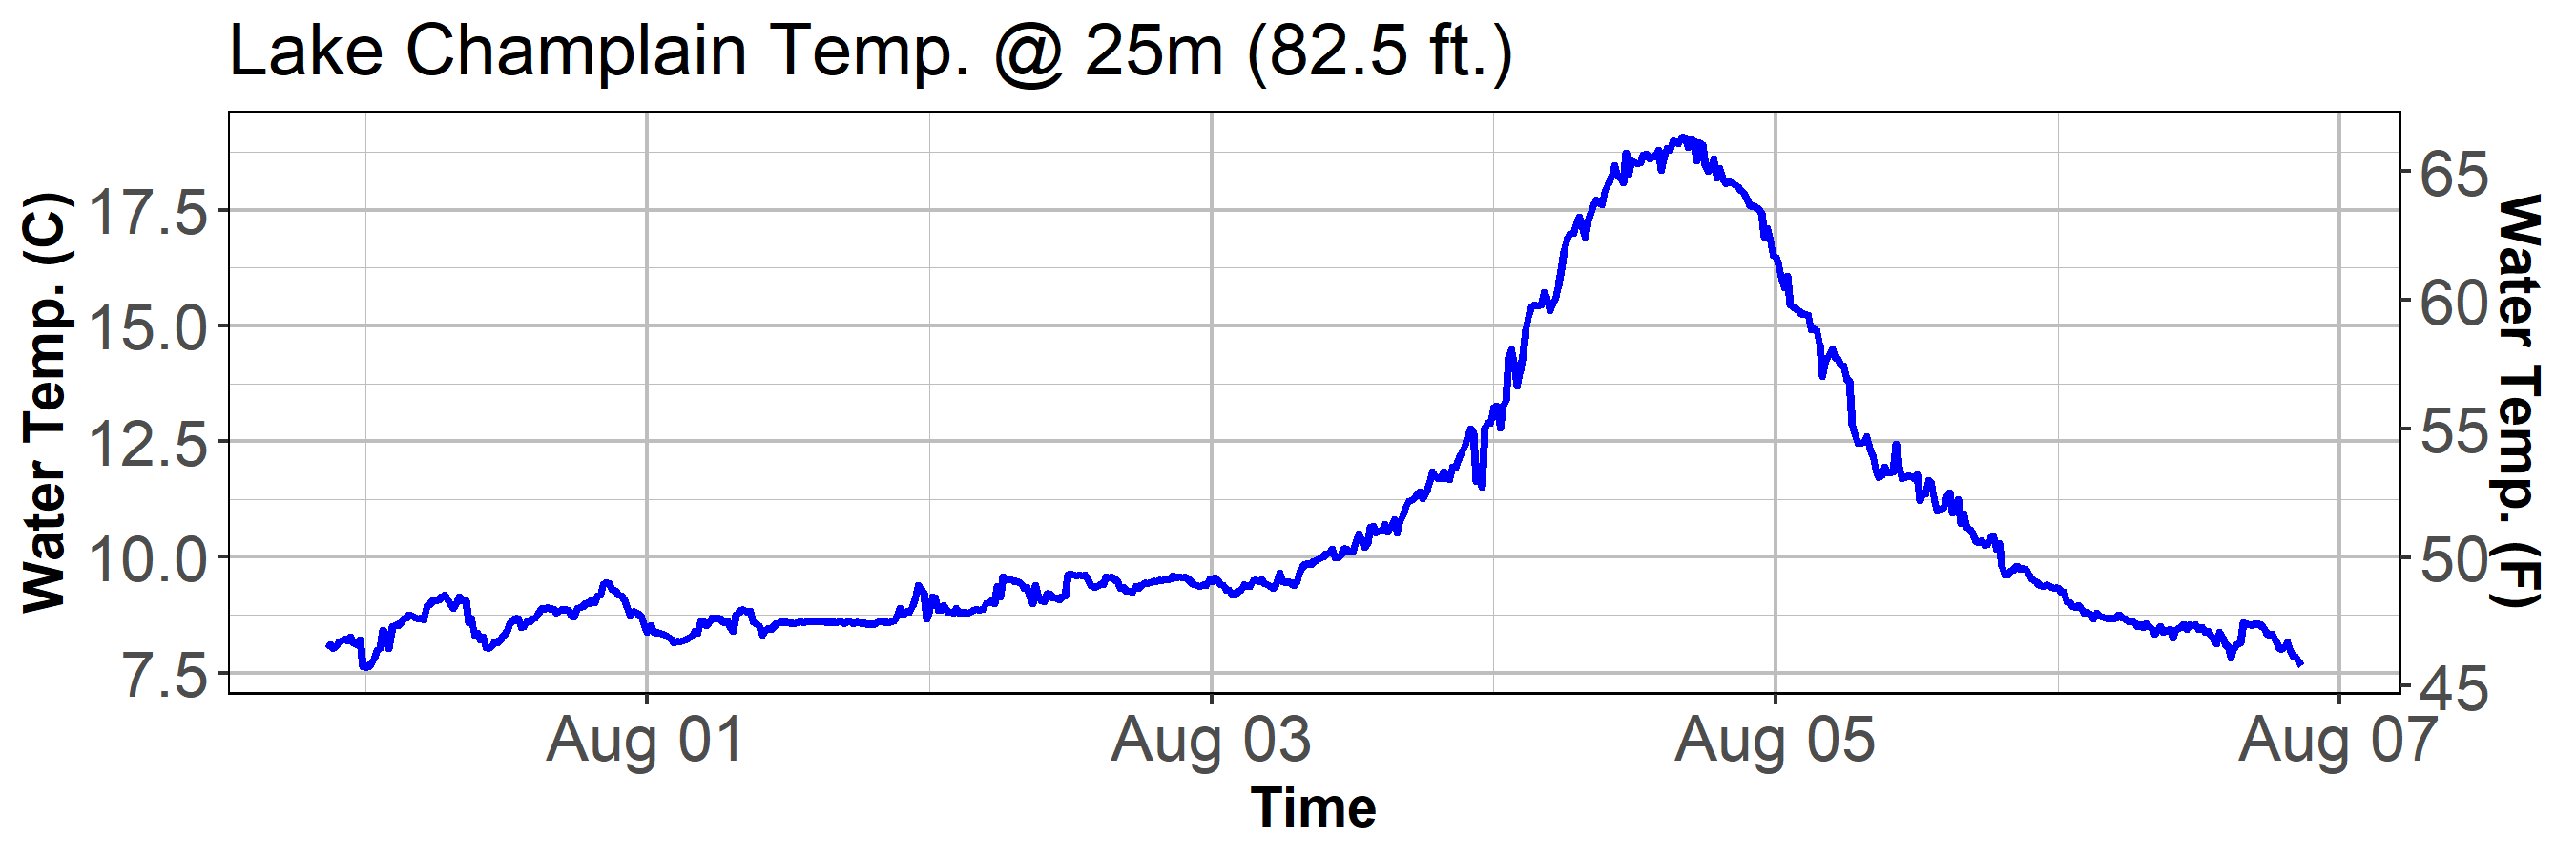 Lake Champlain Temp. @ 25m (82.5 ft.)
Water Temp. (C)
17.5
15.0
12.5
10.0
7.5
65
60
55
50
45
Water Temp. (F)
Aug 01 Aug 03 Aug 05 Aug 07
Time